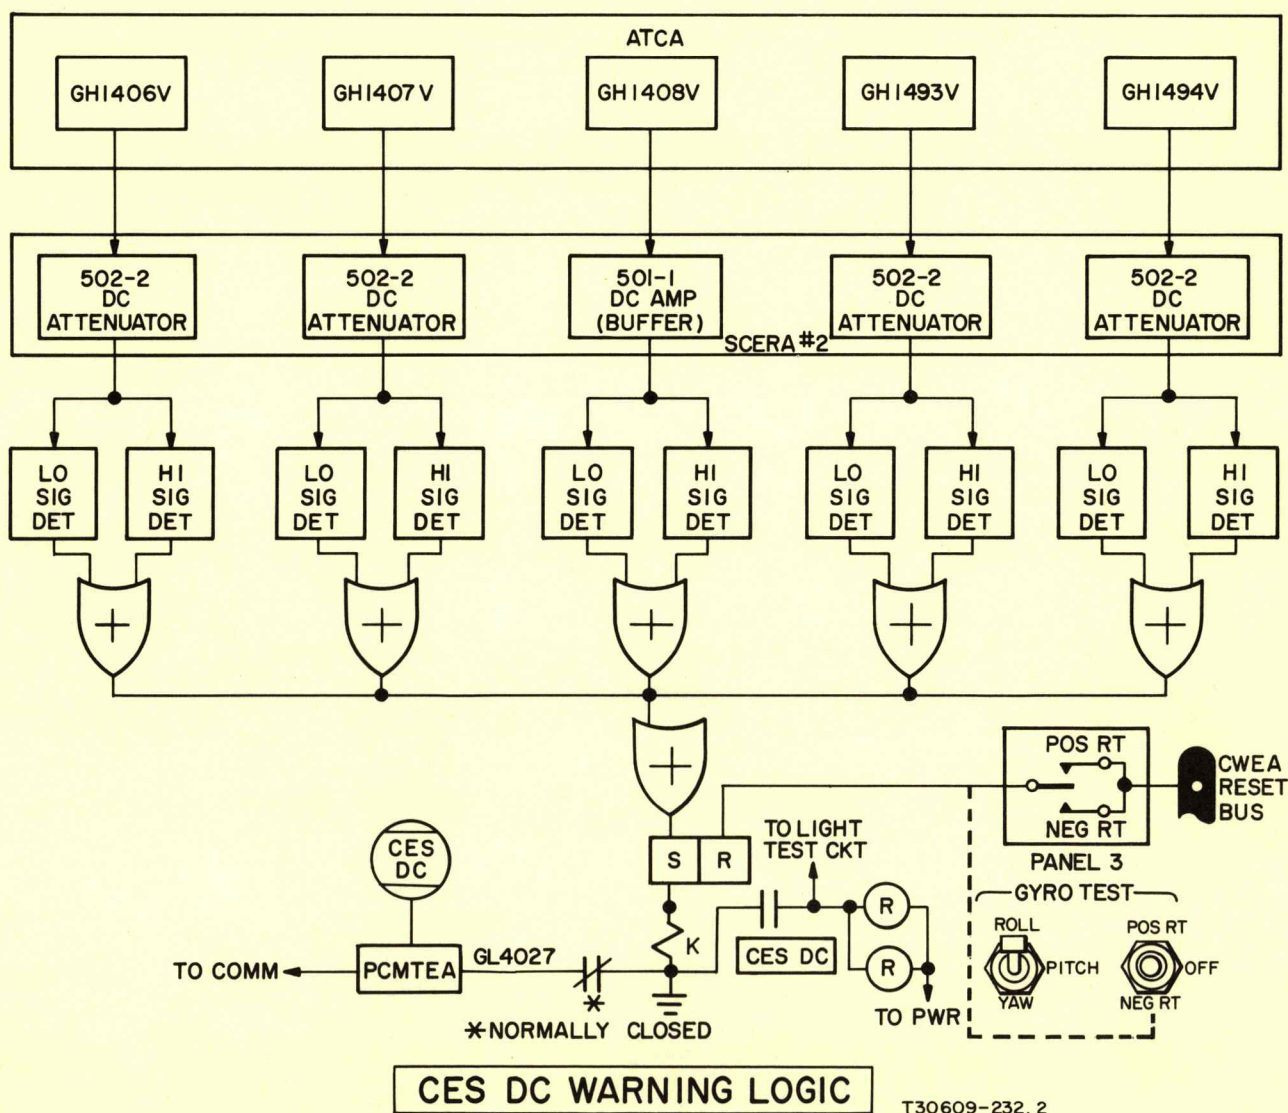 ATCA
GH1406V
GH1407V
GH1408V
GH1493V
GH1494V
502-2
DC
ATTENUATOR
502-2
DC
ATTENUATOR
501-1
DC AMP
(BUFFER)
502-2
DC
ATTENUATOR
502-2
DC
ATTENUATOR
SCERA #2
LO
SIG
DET
HI
SIG
DET
LO
SIG
DET
HI
SIG
DET
LO
SIG
DET
HI
SIG
DET
LO
SIG
DET
HI
SIG
DET
LO
SIG
DET
HI
SIG
DET
+
+
+
+
+
+
POS RT
NEG RT
CWEA
RESET
BUS
PANEL 3
S
R
TO LIGHT
TEST CKT
CES
DC
K
CES DC
R
R
TO PWR
GYRO TEST
ROLL
PITCH
YAW
POS RT
OFF
NEG RT
TO COMM
PCMTEA
GL4027
*
*NORMALLY CLOSED
CES DC WARNING LOGIC
T30609-232.2